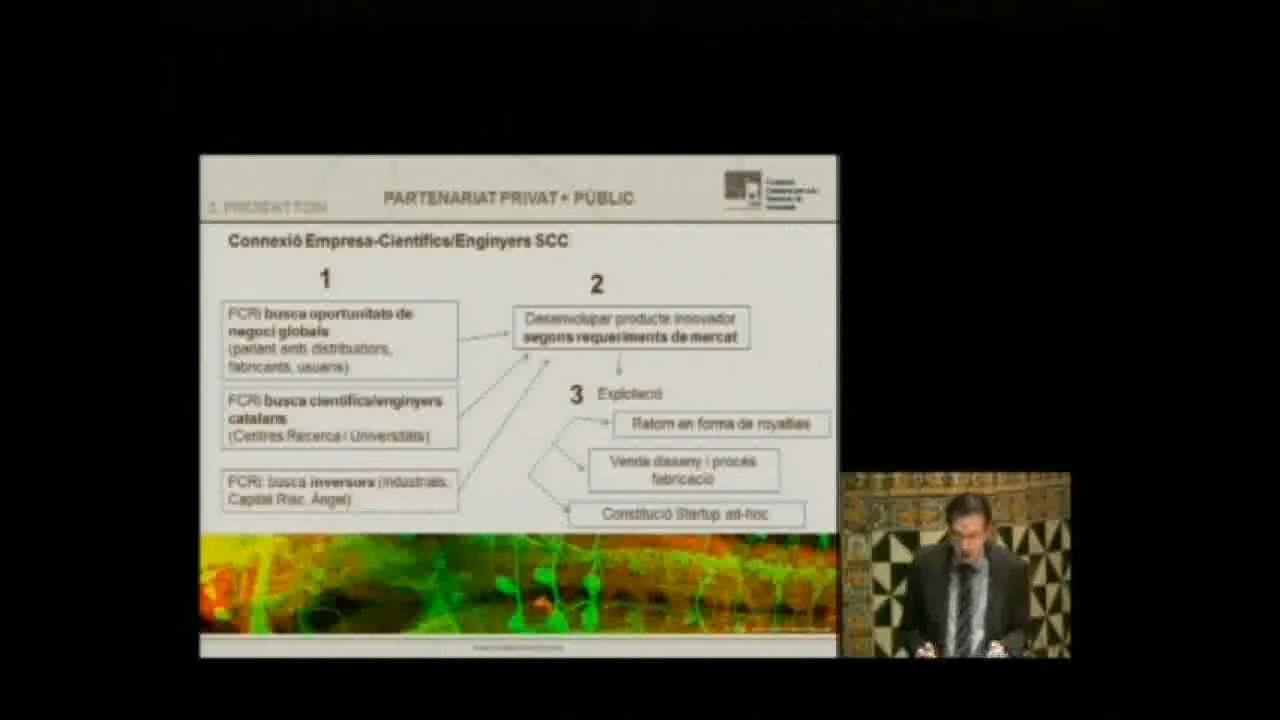 PARTENARIAT PRIVAT + PÚBLIC
Connexió Empresa-Científics/Enginyers SCC
1
FCRi busca oportunitats de
negoci globals
(parlant amb distribuidors,
fabricants, usuaris)
FCRi busca científics/enginyers
catalans
(Centres Recerca i Universitats)
FCRi busca inversors (Industrials,
Capital Risc, Àngel)
2
Desenvolupar producte innovador
segons requeriments de mercat
3 Explotació
Retorn en forma de royalties
Venda disseny i procés
fabricació
Constitució Startup ad-hoc